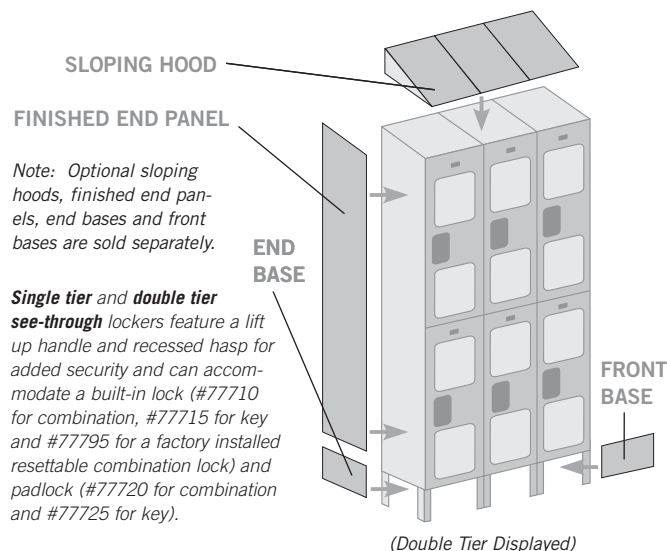 SLOPING HOOD
FINISHED END PANEL
Note: Optional sloping
hoods, finished end pan-
els, end bases and front
bases are sold separately.
END
BASE
Single tier and double tier
see-through lockers feature a lift
up handle and recessed hasp for
added security and can accom-
modate a built-in lock (#77710
for combination, #77715 for key
and #77795 for a factory installed
resettable combination lock) and
padlock (#77720 for combination
and #77725 for key).
FRONT
BASE
(Double Tier Displayed)